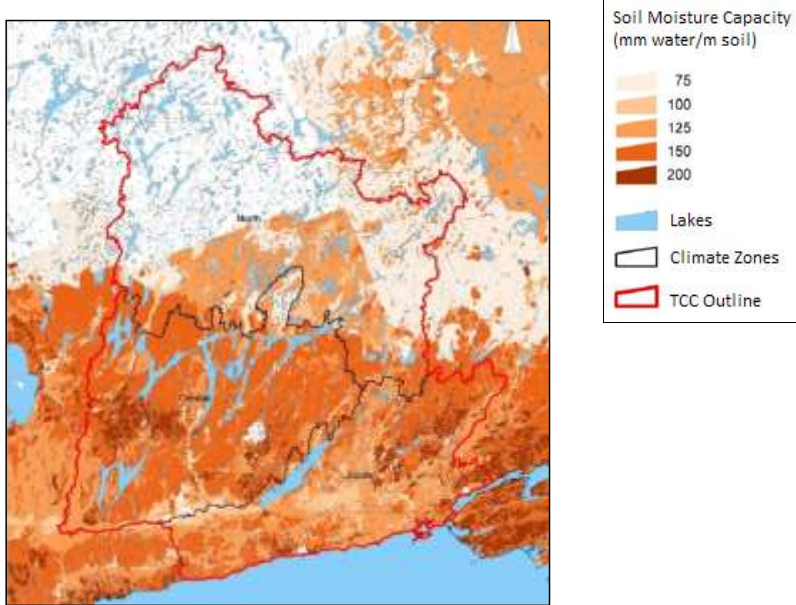 Soil Moisture Capacity
(mm water/m soil)
75
100
125
150
200
Lakes
Climate Zones
TCC Outline
North